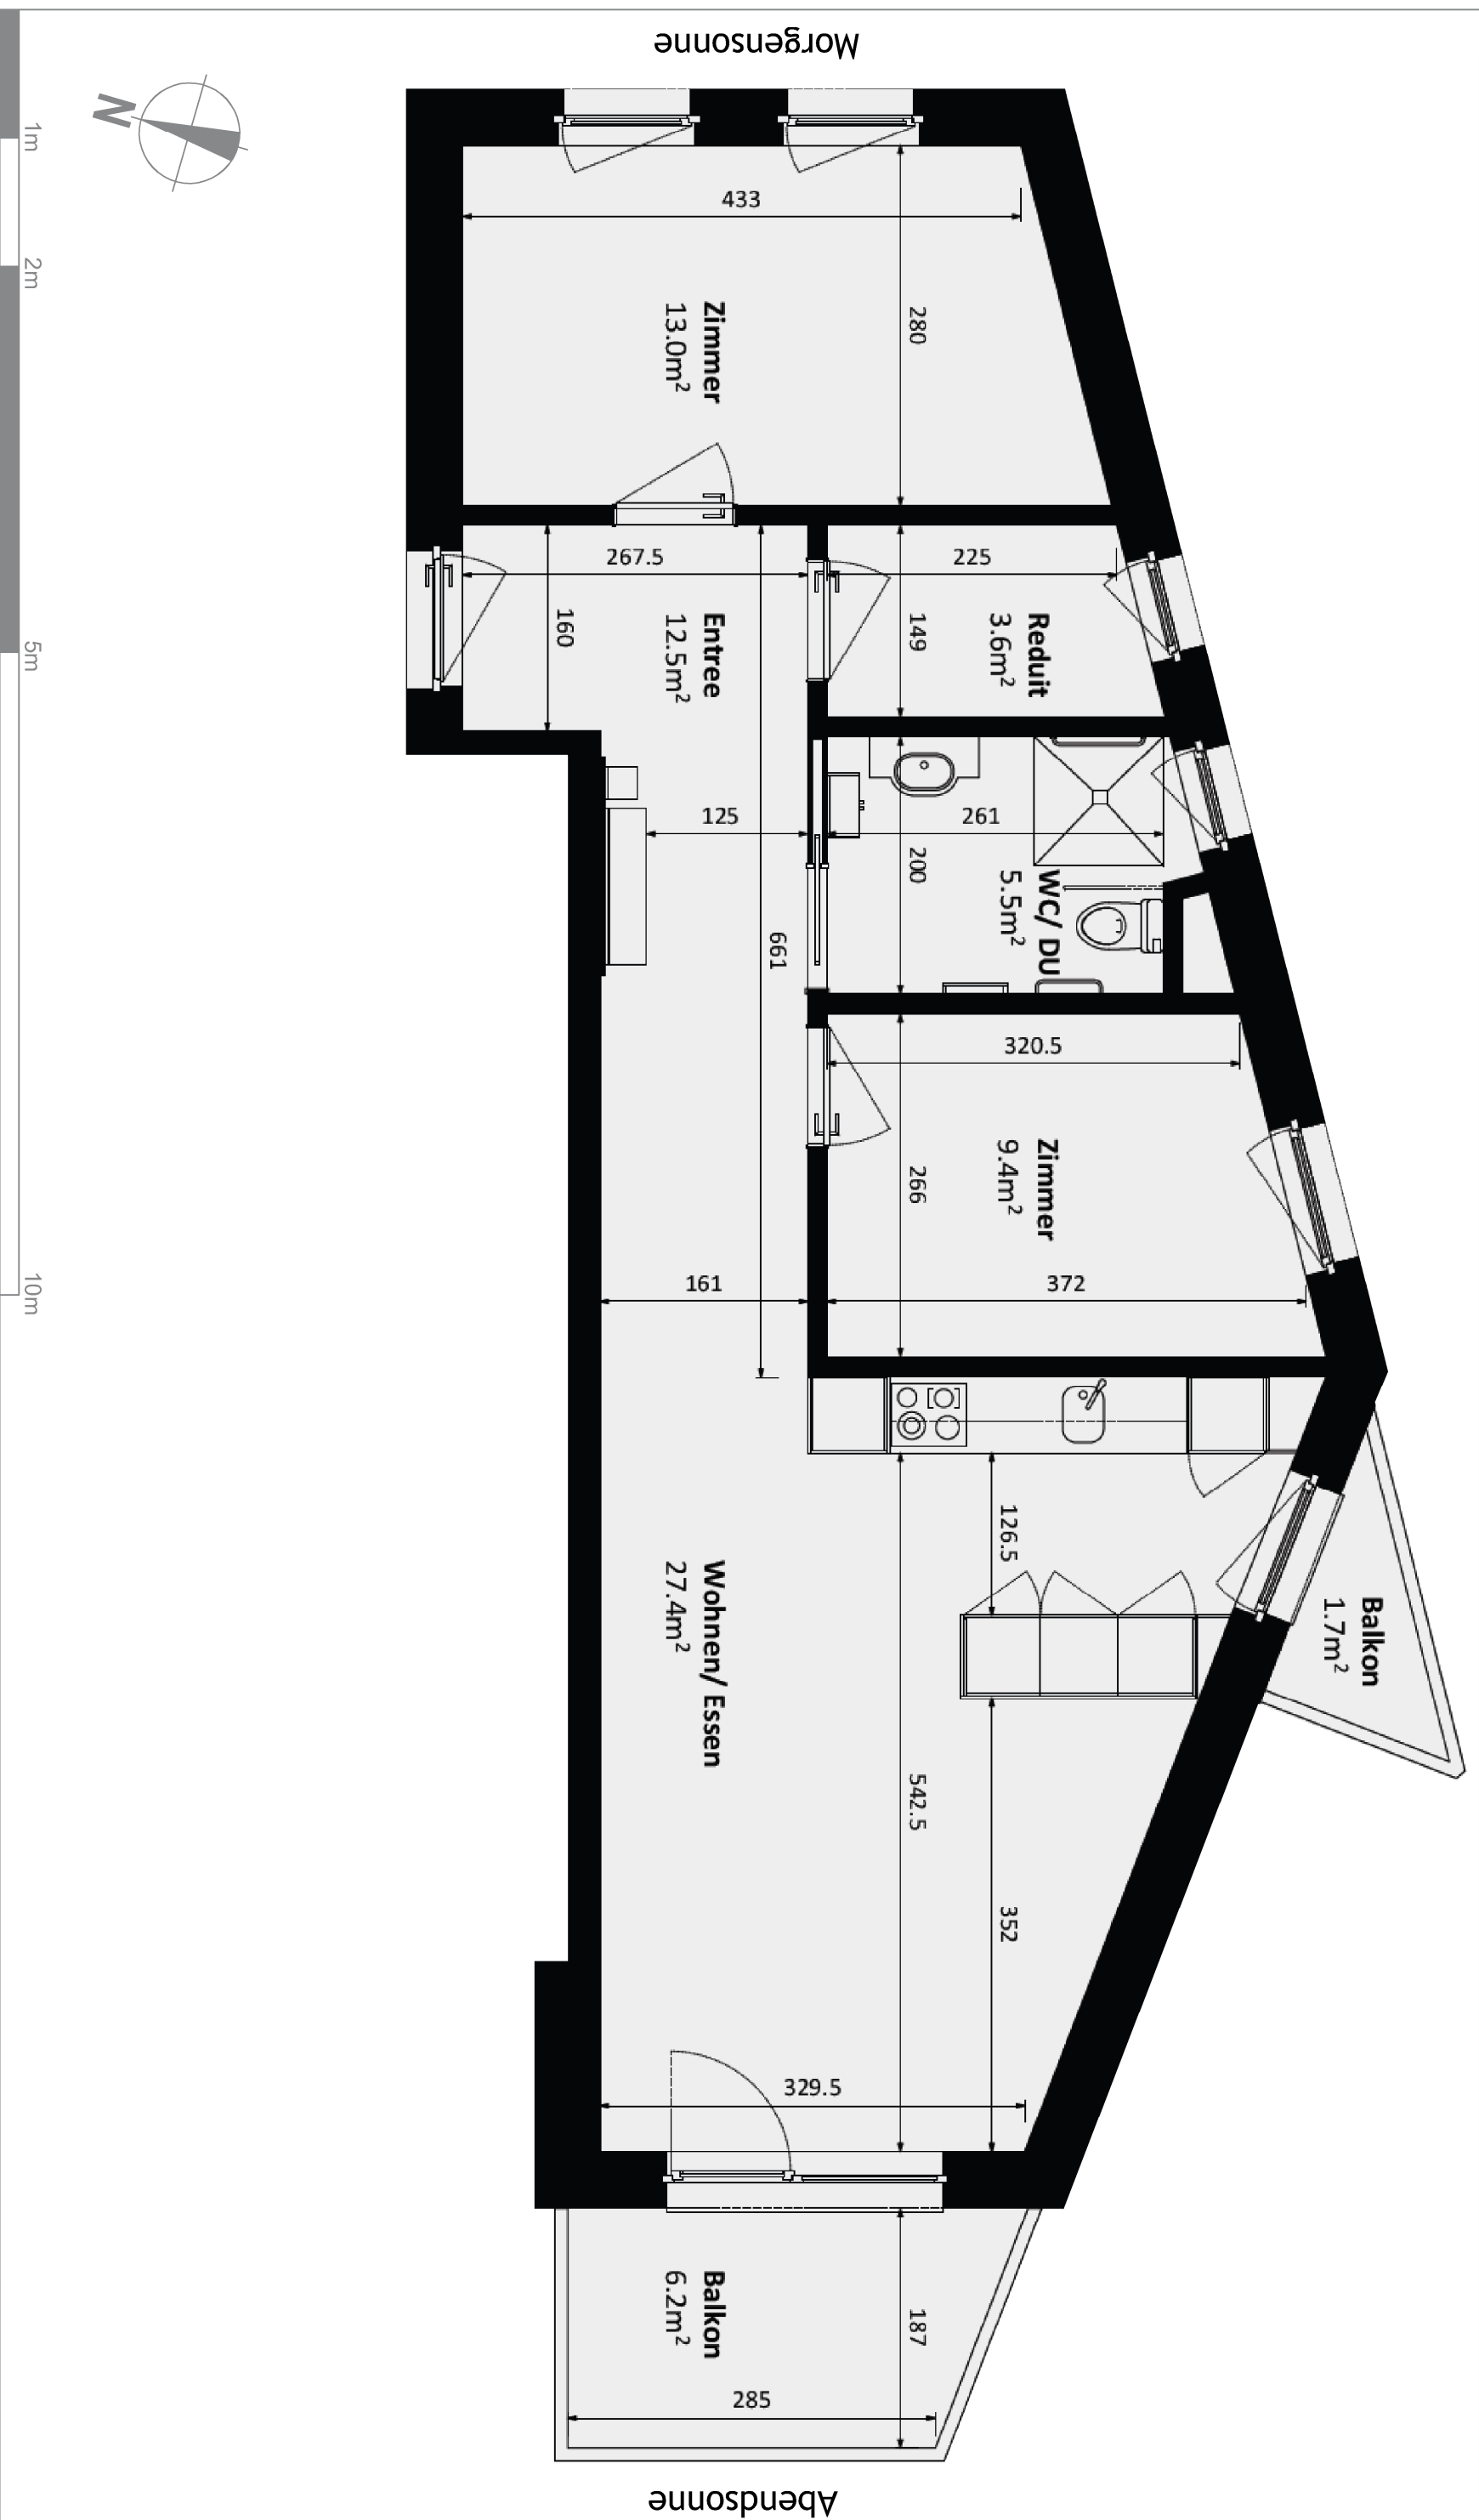 Morgensonne
N
1m
2m
5m
10m
433
280
Zimmer
13.0m²
267.5
225
160
149
Entree
12.5m²
Reduit
3.6m²
125
261
200
WC/ DU
5.5m²
661
320.5
Zimmer
9.4m²
266
161
372
126.5
Wohnen/ Essen
27.4m²
Balkon
1.7m²
542.5
352
329.5
Balkon
6.2m²
187
285
Abendsonne